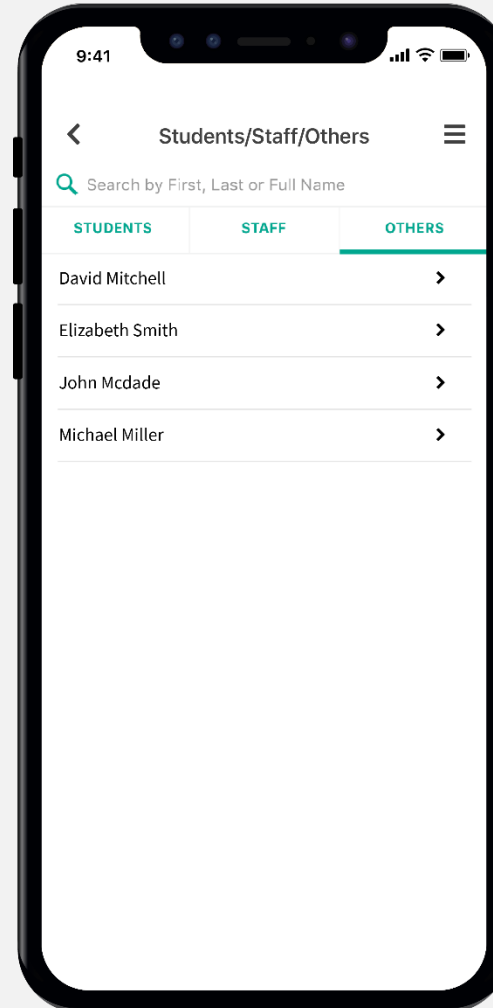 9:41
Students/Staff/Others
Search by First, Last or Full Name
STUDENTS STAFF OTHERS
David Mitchell
Elizabeth Smith
John Mcdade
Michael Miller